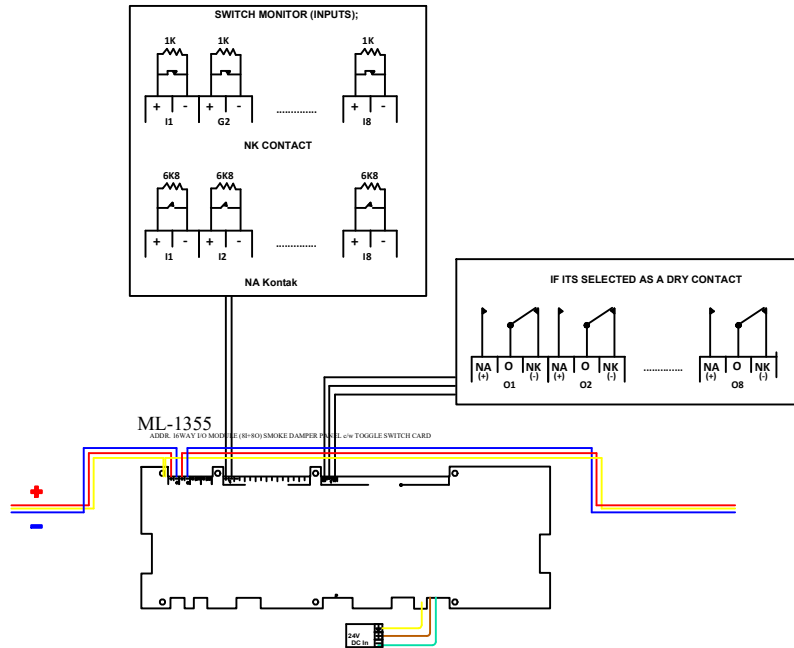 SWITCH MONITOR (INPUTS);
1K 1K 1K
+ - + - .............. + -
I1 G2 I8
NK CONTACT
6K8 6K8 6K8
+ - + - .............. + -
I1 I2 I8
NA Kontak
IF ITS SELECTED AS A DRY CONTACT
NA O NK NA O NK .............. NA O NK
(+) (-) (+) (-) (+) (-)
O1 O2 O8
ML-1355
ADDR. 16WAY I/O MODULE (8I+8O) SMOKE DAMPER PANEL c/w TOGGLE SWITCH CARD
+
-
24V
DC In